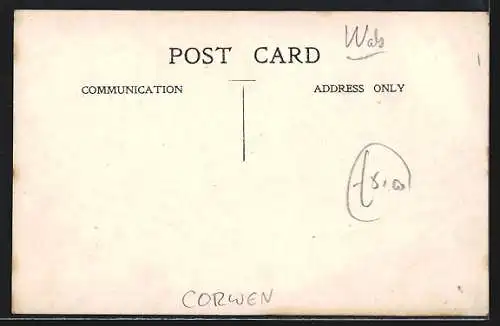 POST CARD
Wals
COMMUNICATION
ADDRESS ONLY
CORWEN